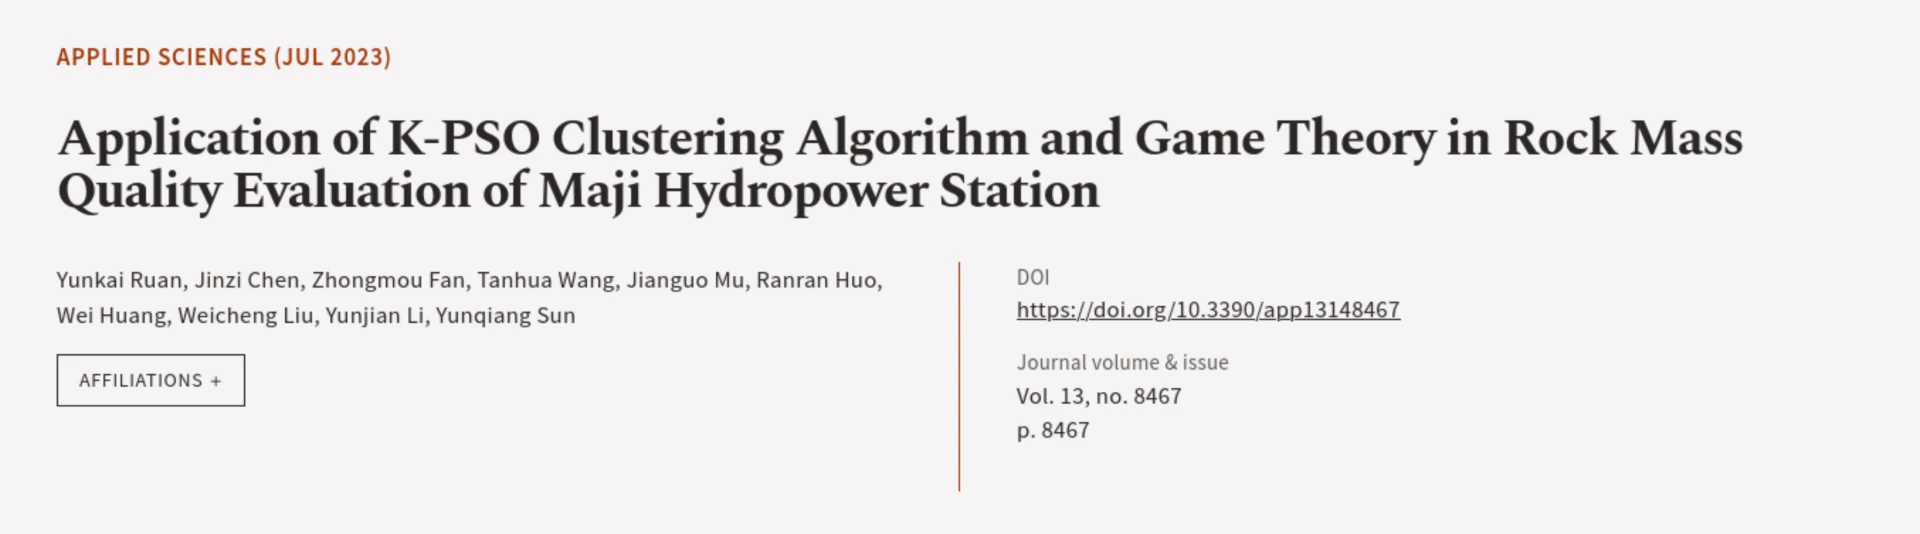 APPLIED SCIENCES (JUL 2023)
Application of K-PSO Clustering Algorithm and Game Theory in Rock Mass
Quality Evaluation of Maji Hydropower Station
Yunkai Ruan, Jinzi Chen, Zhongmou Fan, Tanhua Wang, Jianguo Mu, Ranran Huo,
Wei Huang, Weicheng Liu, Yunjian Li, Yunqiang Sun
AFFILIATIONS +
DOI
https://doi.org/10.3390/app13148467
Journal volume & issue
Vol. 13, no. 8467
p. 8467